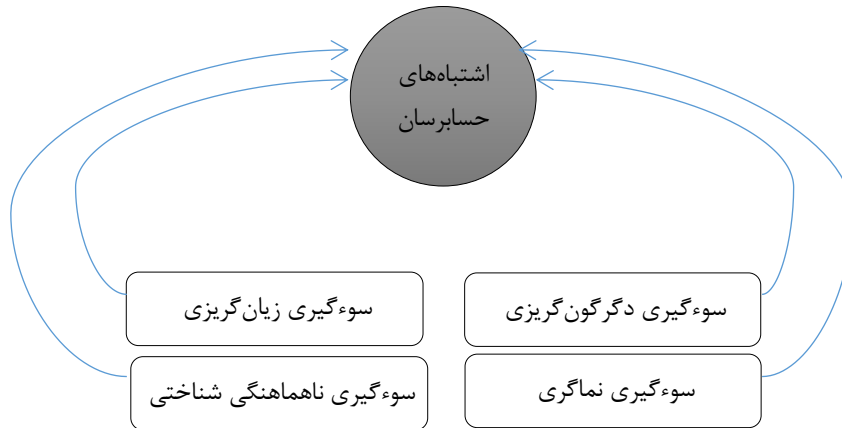 اشتباه‌های
حسابرسان
سوءگیری دگرگون‌گریزی
سوءگیری زیان‌گریزی
سوءگیری نماگری
سوءگیری ناهماهنگی شناختی